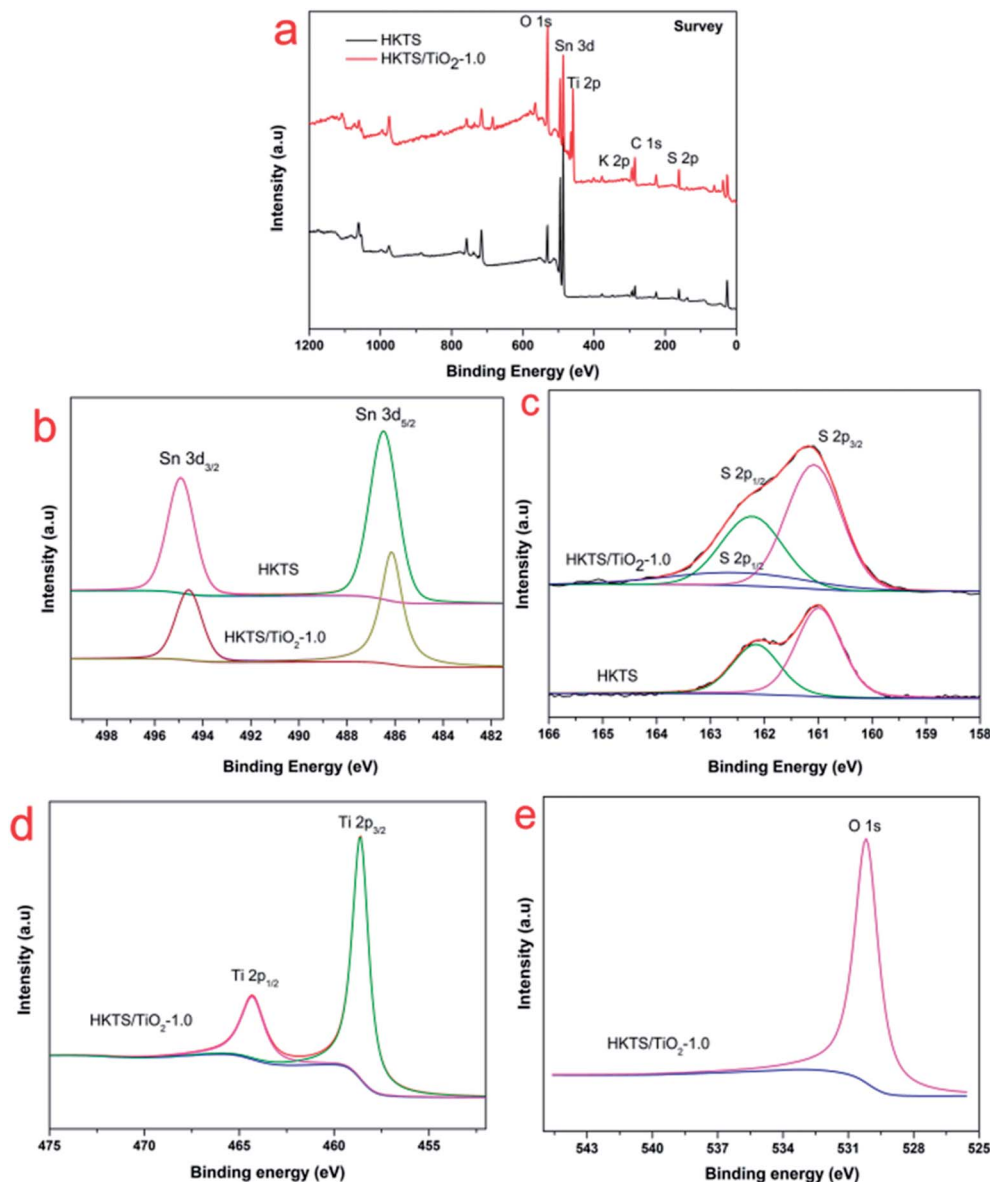 a
O 1s
Survey
HKTS
HKTS/TiO₂-1.0
Sn 3d
Ti 2p
K 2p
C 1s
S 2p
Intensity (a.u)
1200 1000 800 600 400 200 0
Binding Energy (eV)
b
Sn 3d₅/₂
Sn 3d₃/₂
HKTS
HKTS/TiO₂-1.0
Intensity (a.u)
498 496 494 492 490 488 486 484 482
Binding Energy (eV)
c
S 2p₃/₂
S 2p₁/₂
HKTS/TiO₂-1.0
S 2p₁/₂
HKTS
Intensity (a.u)
166 165 164 163 162 161 160 159 158
Binding Energy (eV)
d
Ti 2p₃/₂
Ti 2p₁/₂
HKTS/TiO₂-1.0
Intensity (a.u)
475 470 465 460 455
Binding energy (eV)
e
O 1s
HKTS/TiO₂-1.0
Intensity (a.u)
543 540 537 534 531 528 525
Binding energy (eV)